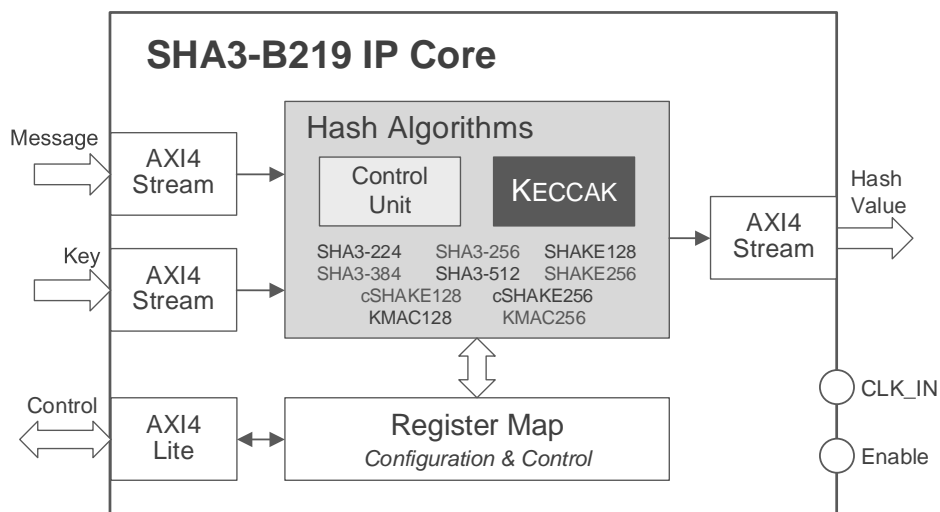 SHA3-B219 IP Core
Message
AXI4
Stream
Key
AXI4
Stream
Control
AXI4
Lite
Hash Algorithms
Control
Unit
KECCAK
SHA3-224 SHA3-256 SHAKE128
SHA3-384 SHA3-512 SHAKE256
cSHAKE128 cSHAKE256
KMAC128 KMAC256
Register Map
Configuration & Control
AXI4
Stream
Hash
Value
CLK_IN
Enable